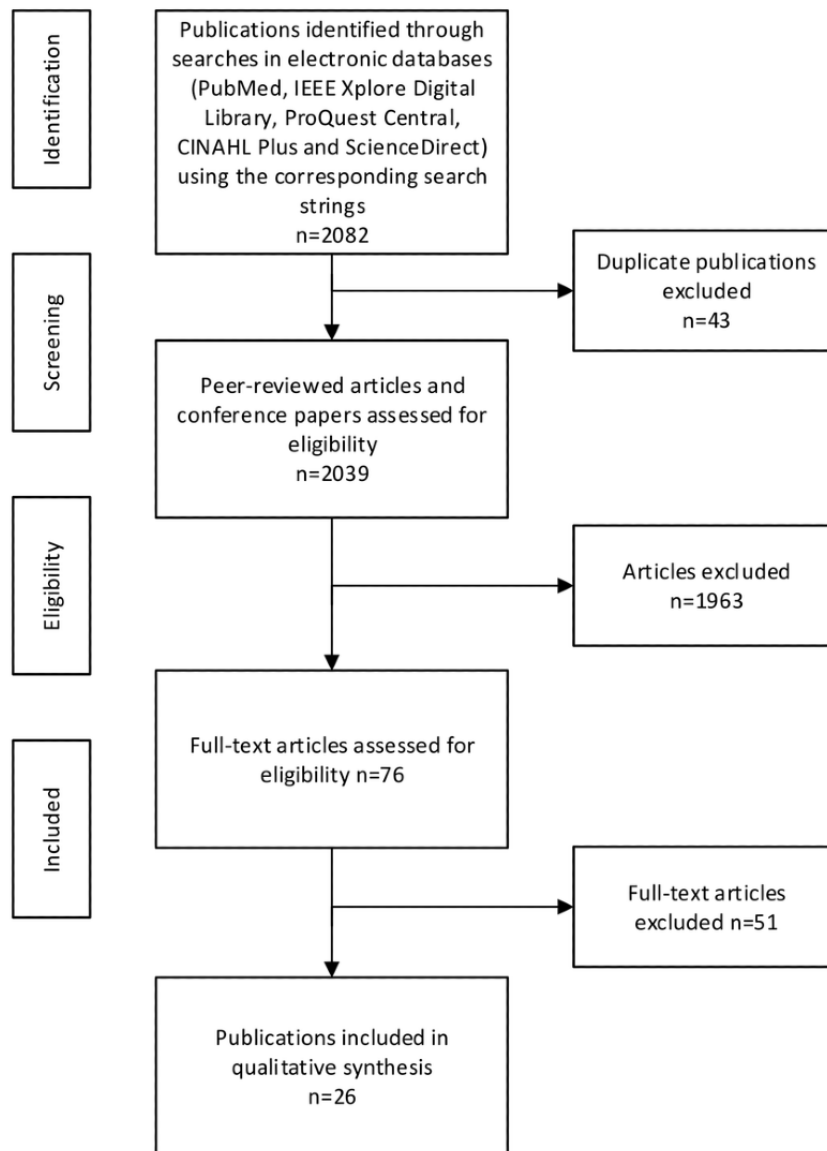 Identification
Publications identified through
searches in electronic databases
(PubMed, IEEE Xplore Digital
Library, ProQuest Central,
CINAHL Plus and ScienceDirect)
using the corresponding search
strings
n=2082
Duplicate publications
excluded
n=43
Screening
Peer-reviewed articles and
conference papers assessed for
eligibility
n=2039
Eligibility
Articles excluded
n=1963
Full-text articles assessed for
eligibility n=76
Included
Full-text articles
excluded n=51
Publications included in
qualitative synthesis
n=26